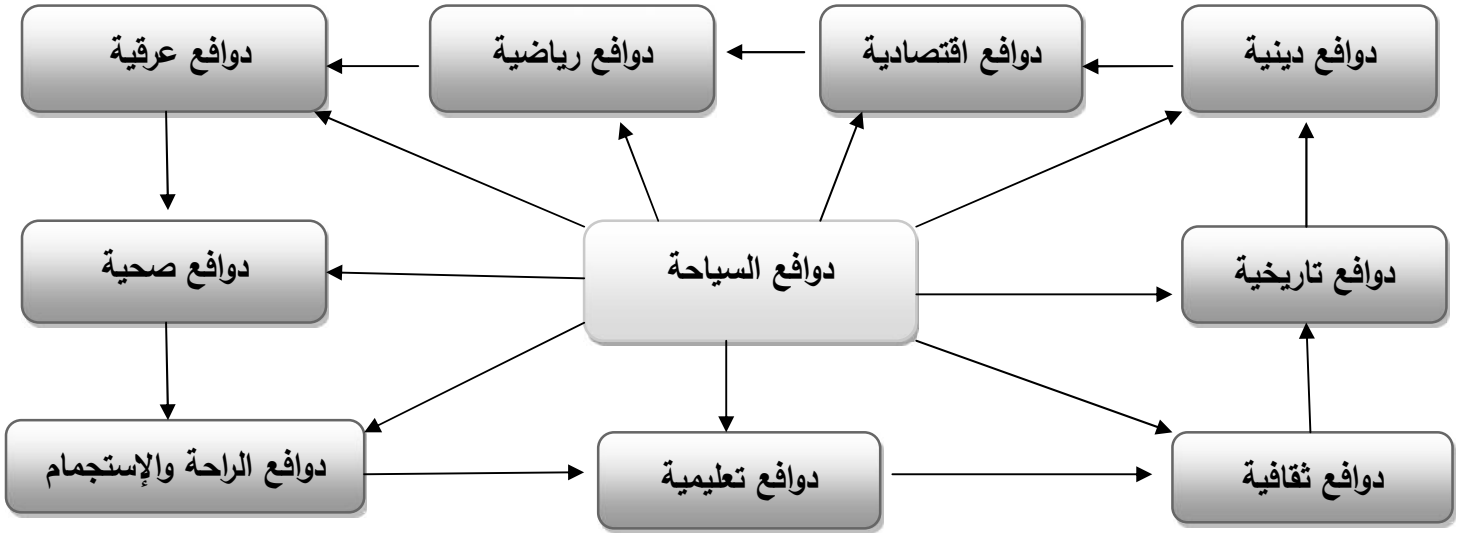 دوافع دينية
دوافع اقتصادية
دوافع رياضية
دوافع عرقية
دوافع تاريخية
دوافع السياحة
دوافع صحية
دوافع ثقافية
دوافع تعليمية
دوافع الراحة والإستجمام